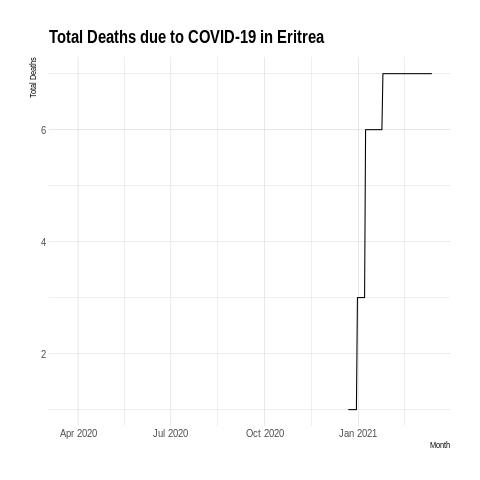 Total Deaths due to COVID-19 in Eritrea
Total Deaths
6
4
2
Apr 2020 Jul 2020 Oct 2020 Jan 2021
Month